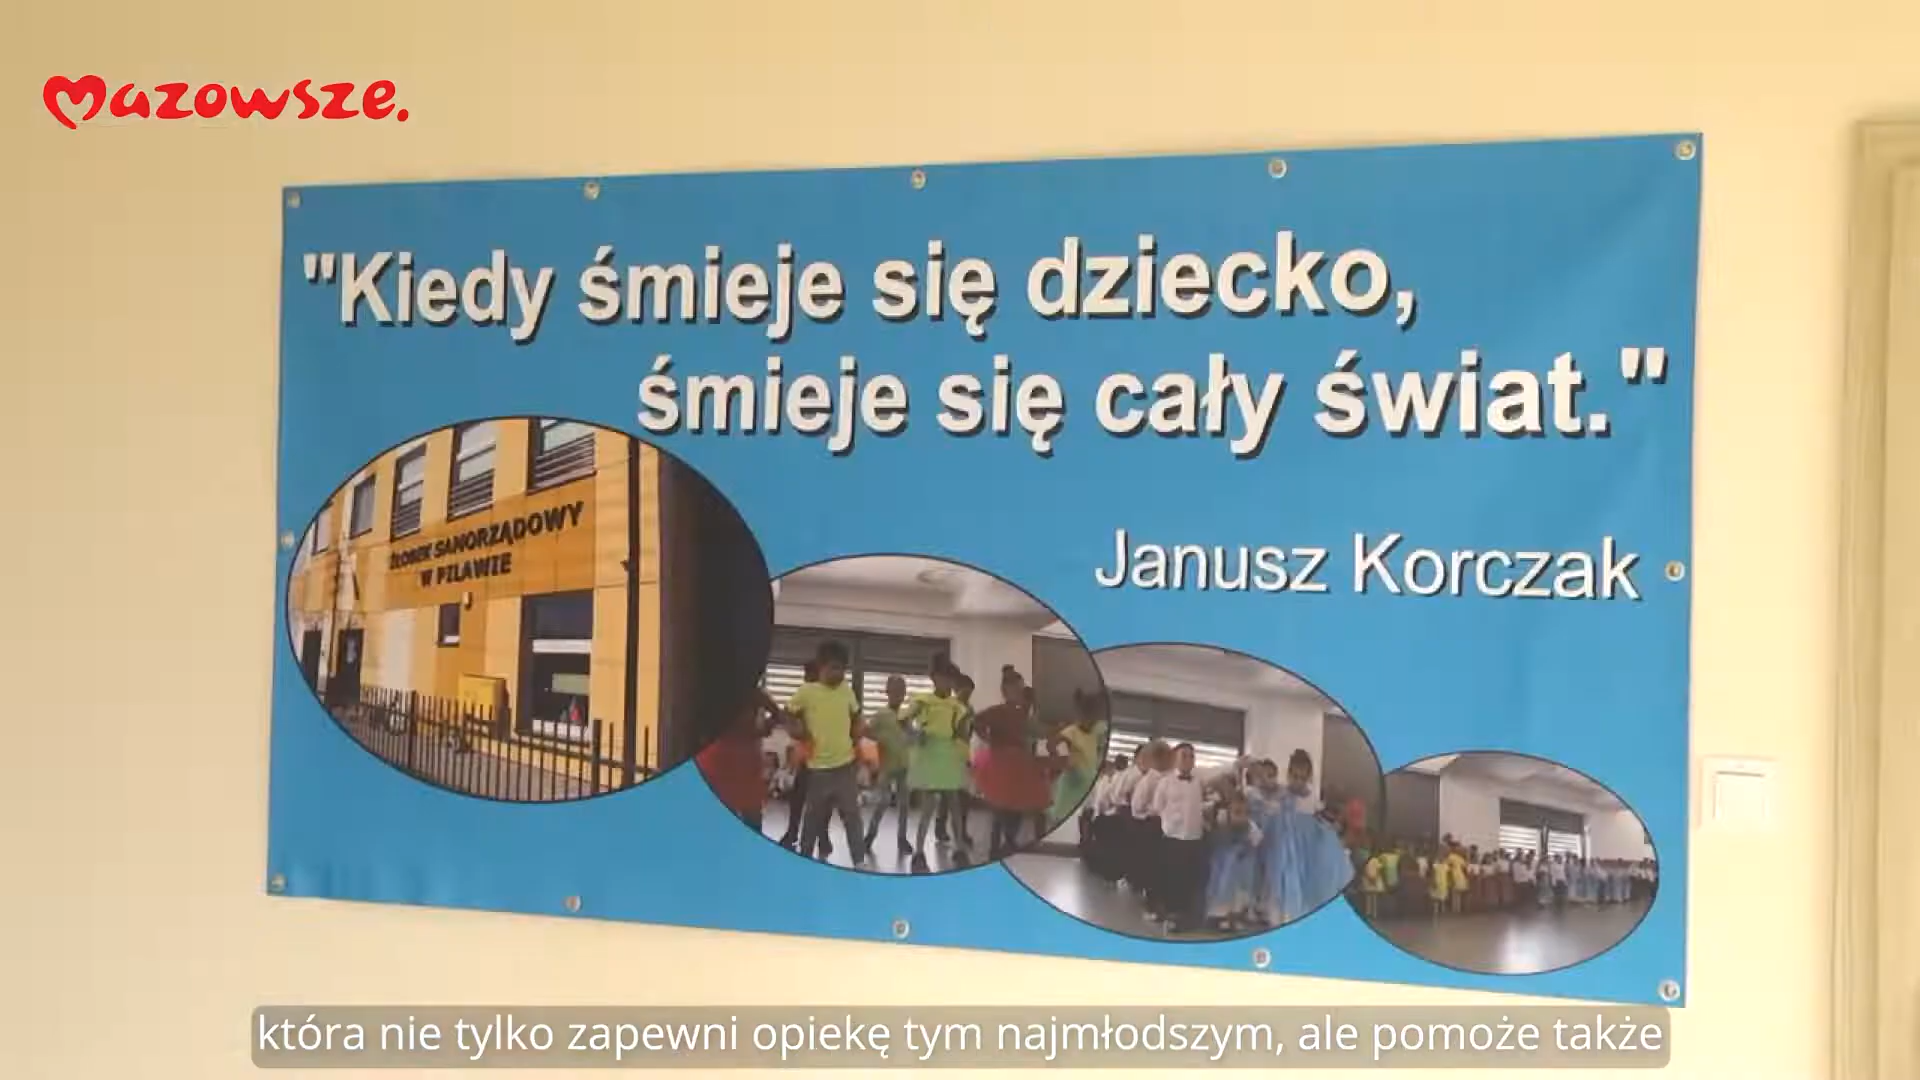 Mazowsze.
"Kiedy śmieje się dziecko,
śmieje się cały świat."
Janusz Korczak
ŻŁOBEK SAMORZĄDOWY
W PILAWIE
która nie tylko zapewni opiekę tym najmłodszym, ale pomoże także